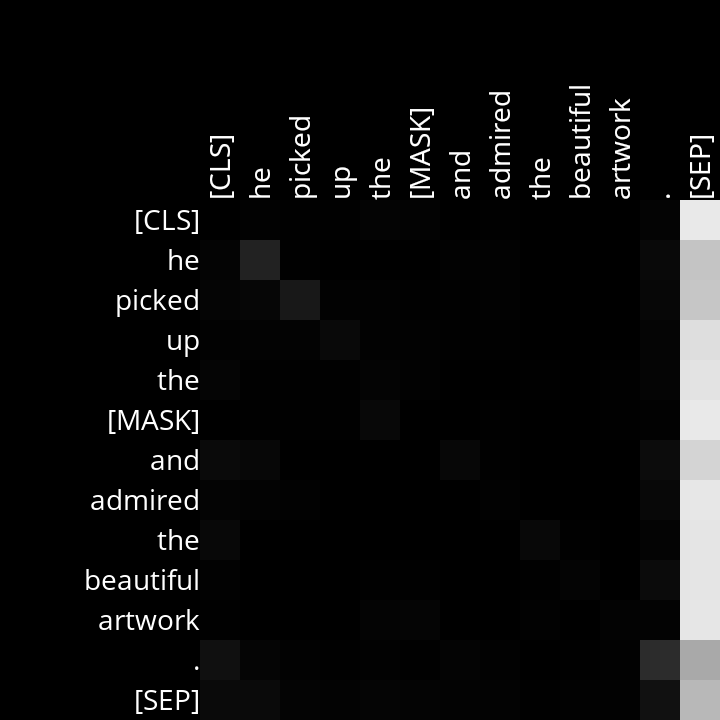 [CLS] he picked up the [MASK] and admired the beautiful artwork . [SEP]
[CLS]
he
picked
up
the
[MASK]
and
admired
the
beautiful
artwork
.
[SEP]